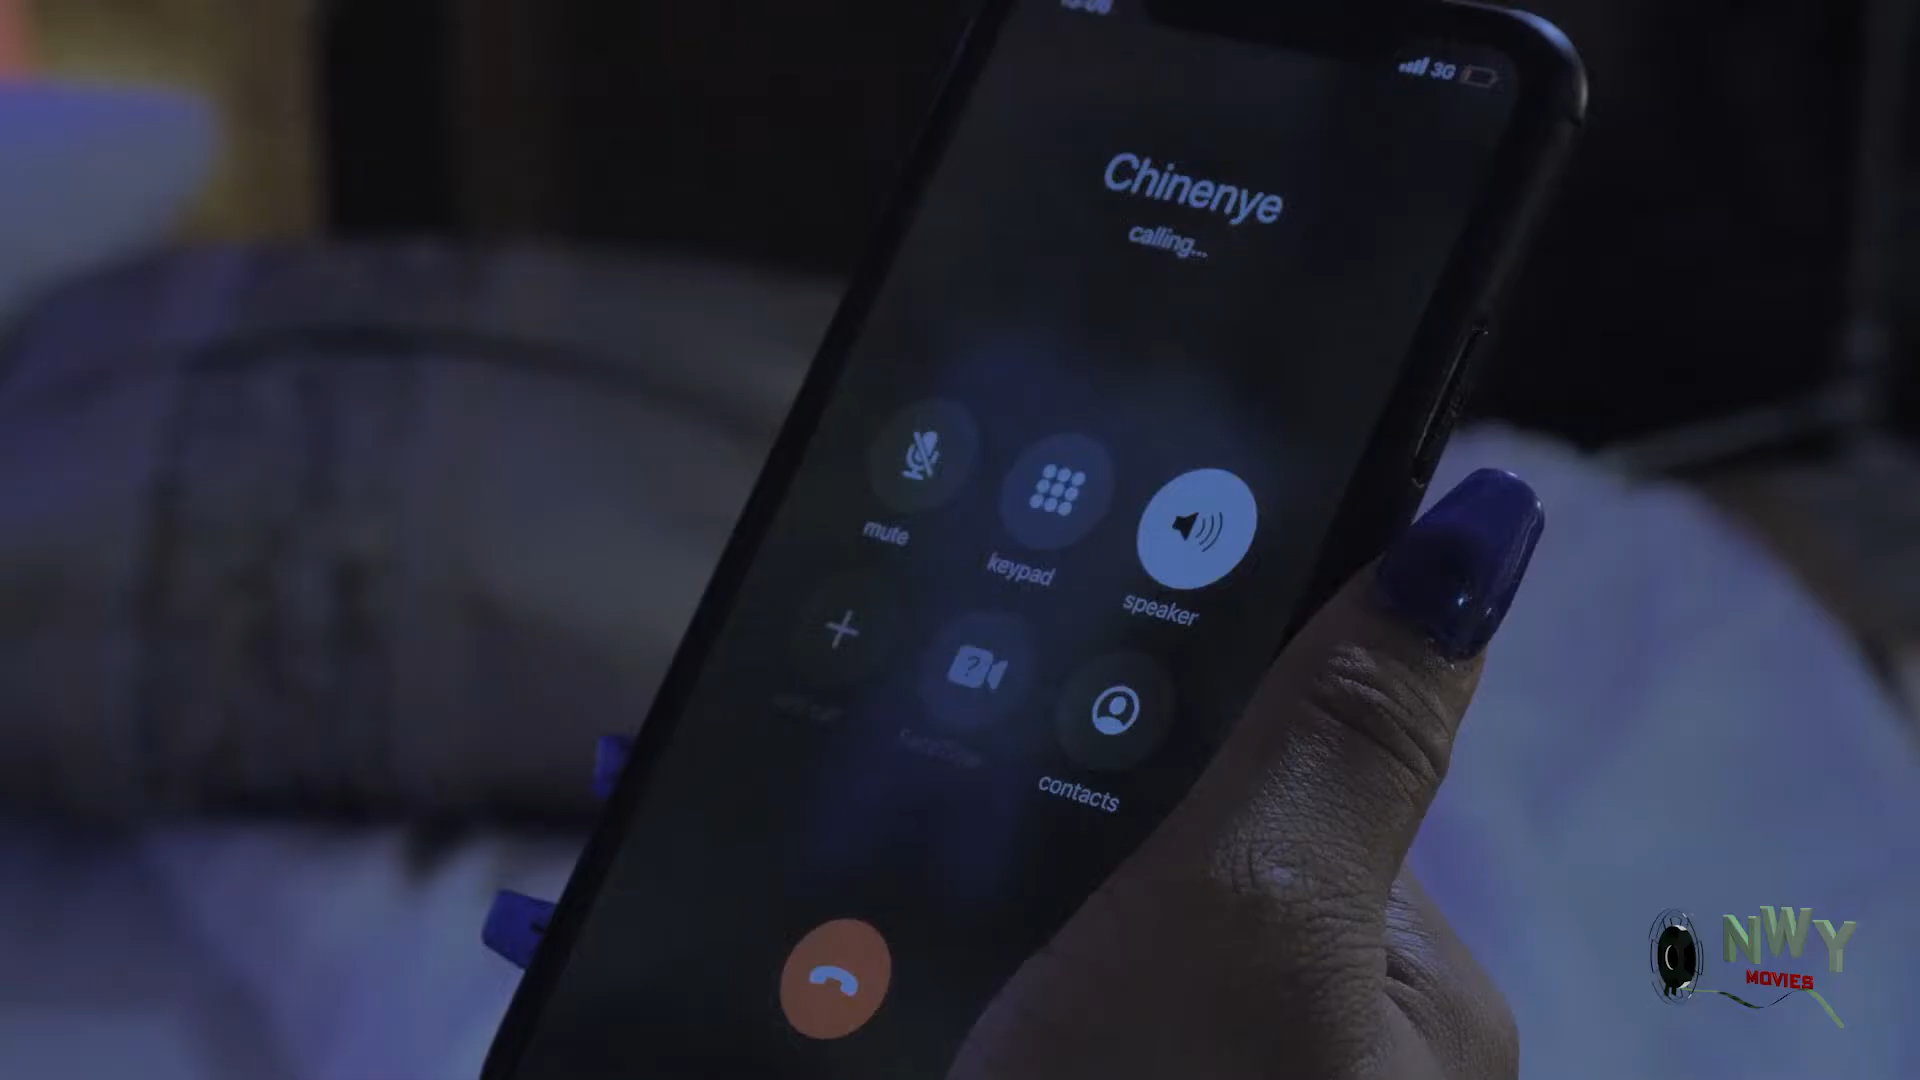 3G
Chinenye
calling...
mute
keypad
speaker
contacts
NWY
MOVIES